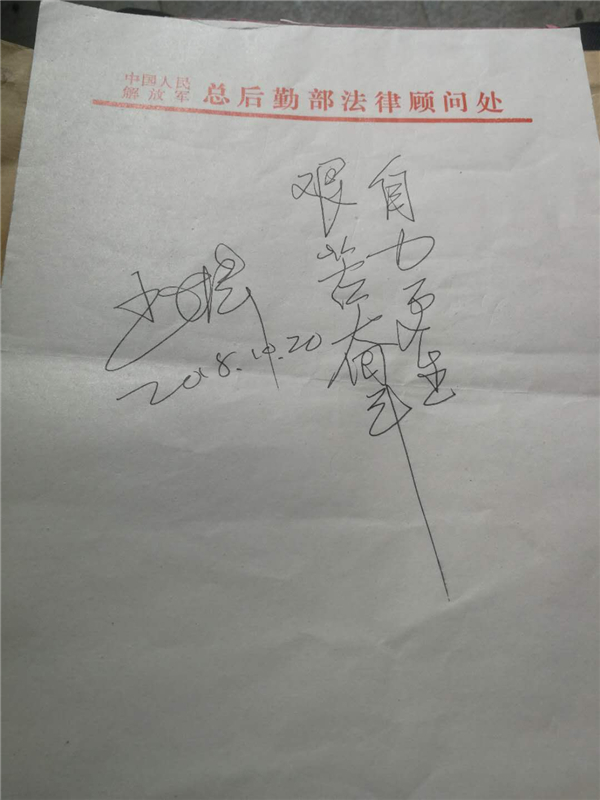 中国人民
解放军
总后勤部法律顾问处
自力更生
艰苦奋斗
2018.10.20